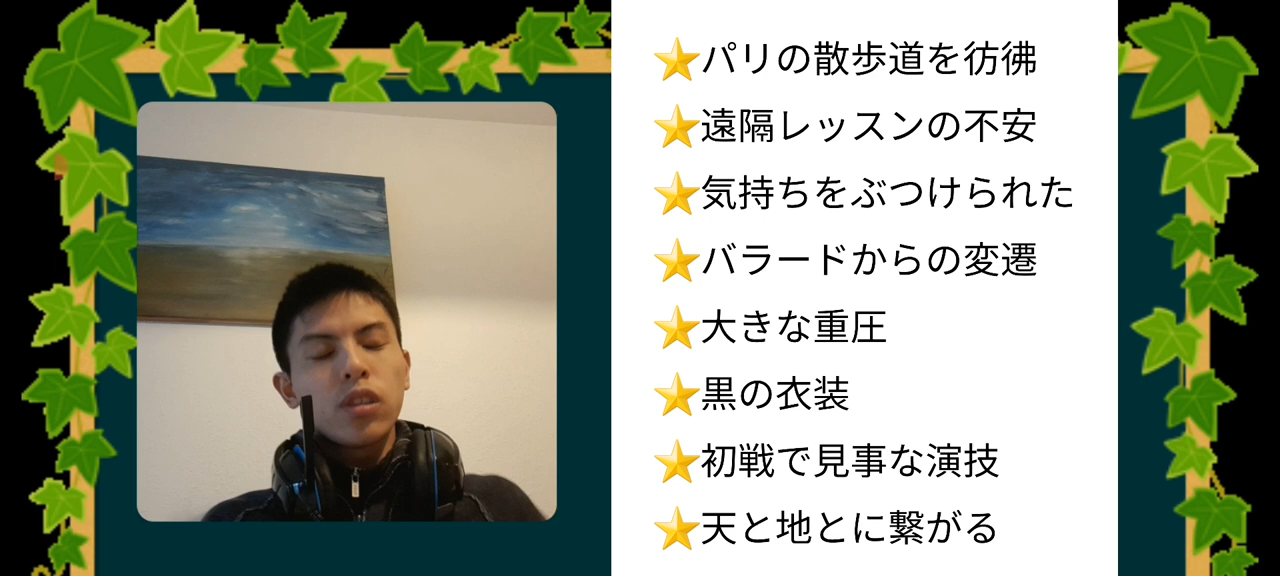 ⭐パリの散歩道を彷彿
⭐遠隔レッスンの不安
⭐気持ちをぶつけられた
⭐バラードからの変遷
⭐大きな重圧
⭐黒の衣装
⭐初戦で見事な演技
⭐天と地とに繋がる